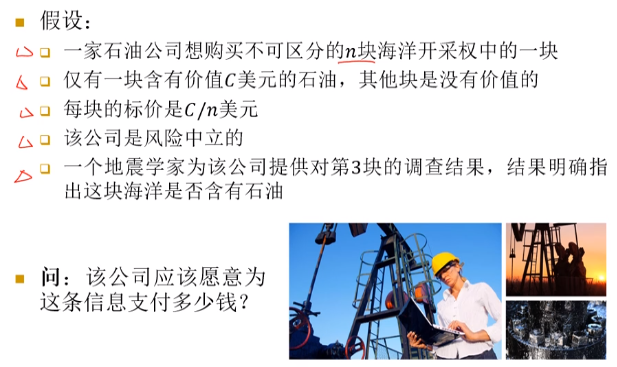 假设：
一家石油公司想购买不可区分的n块海洋开采权中的一块
仅有一块含有价值C美元的石油，其他块是没有价值的
每块的标价是C/n美元
该公司是风险中立的
一个地震学家为该公司提供对第3块的调查结果，结果明确指
出这块海洋是否含有石油
问：该公司应该愿意为
这条信息支付多少钱？